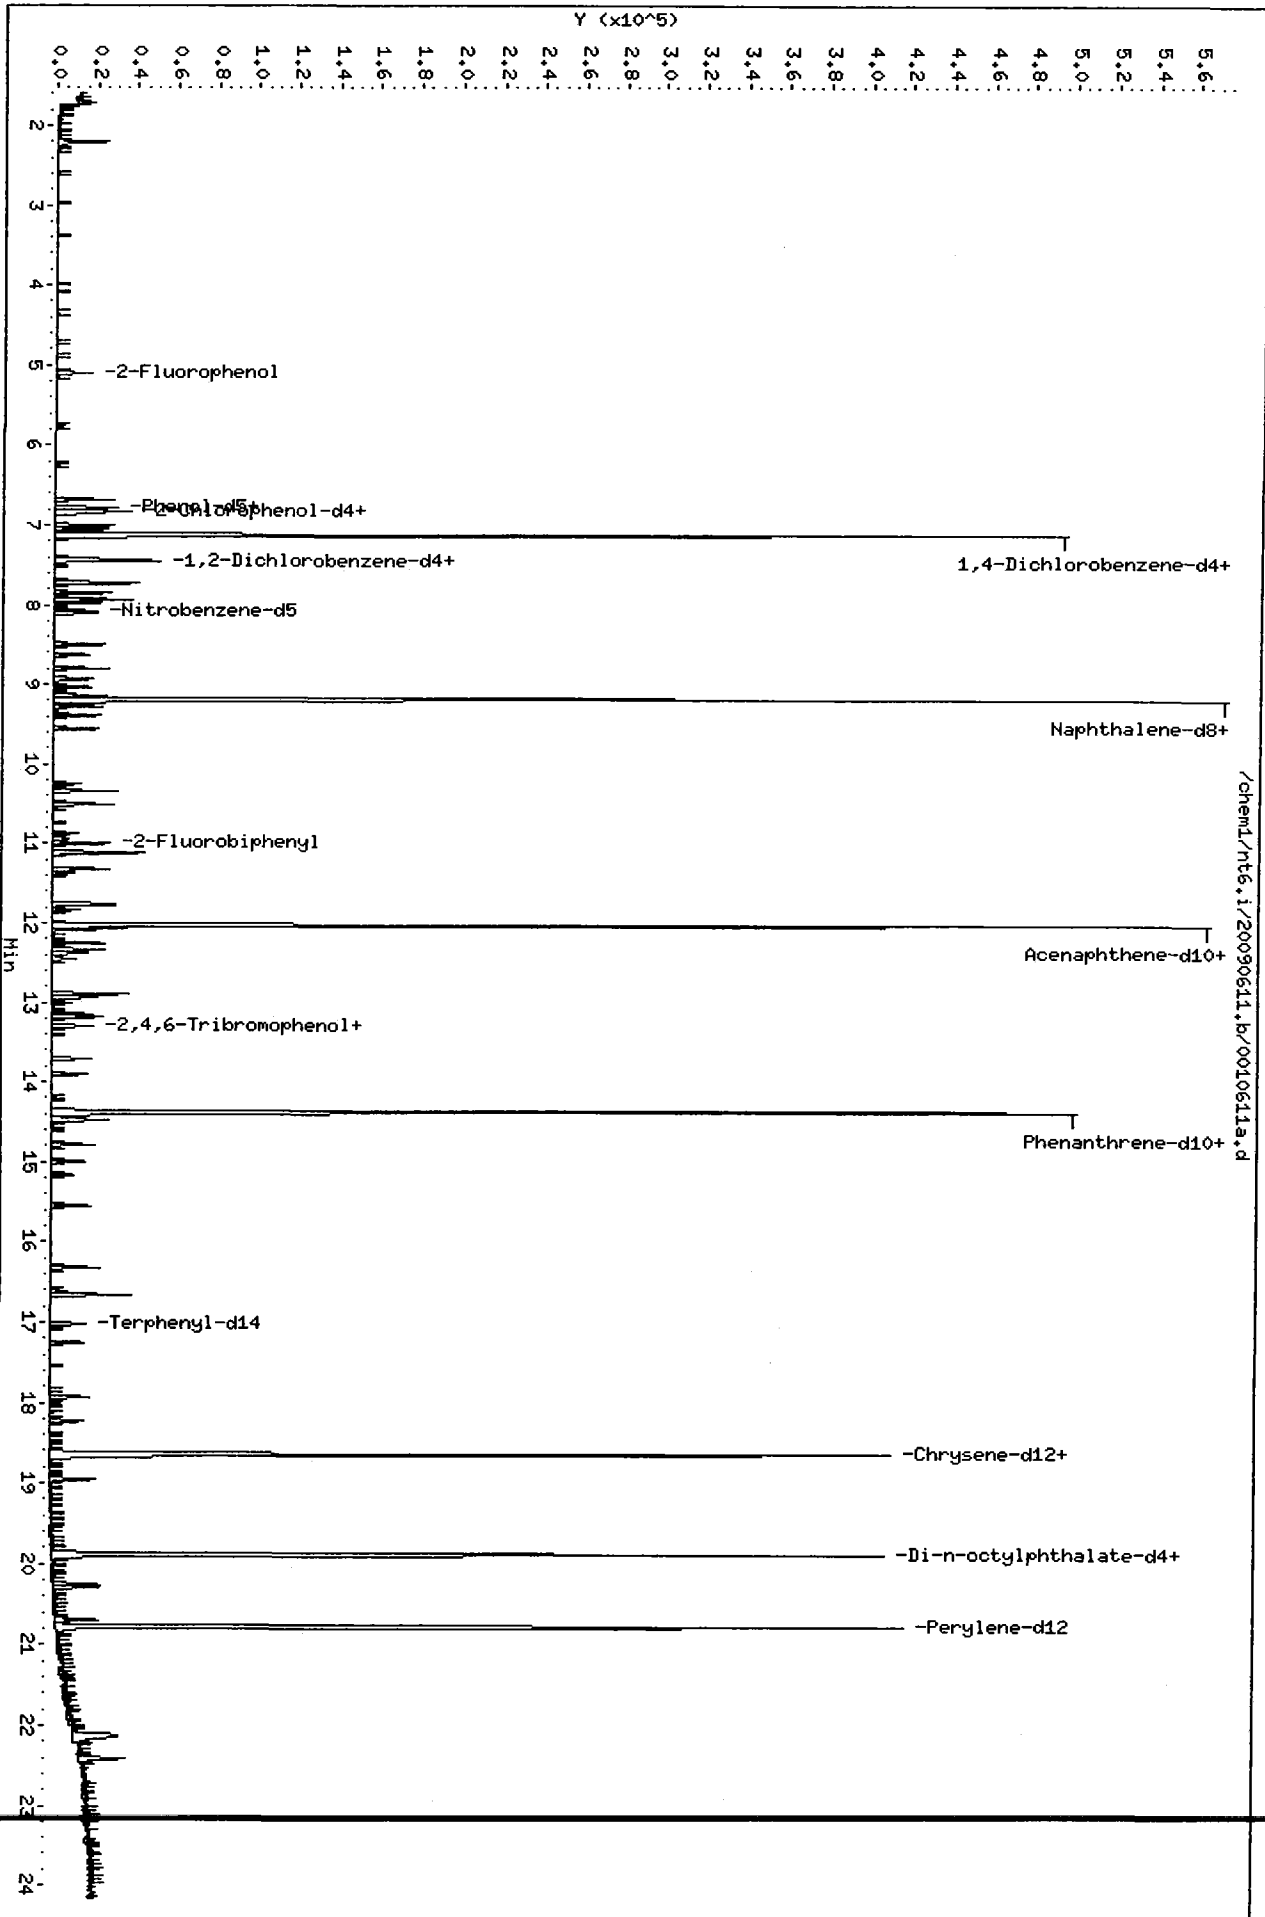 /chem1/nt6.i/20090611.b/0010611a.d
Y (x10^5)
0.0
0.2
0.4
0.6
0.8
1.0
1.2
1.4
1.6
1.8
2.0
2.2
2.4
2.6
2.8
3.0
3.2
3.4
3.6
3.8
4.0
4.2
4.4
4.6
4.8
5.0
5.2
5.4
5.6
-2-Fluorophenol
-Phenol-d5+
-2-Chlorophenol-d4+
1,4-Dichlorobenzene-d4+
-1,2-Dichlorobenzene-d4+
-Nitrobenzene-d5
Naphthalene-d8+
-2-Fluorobiphenyl
Acenaphthene-d10+
-2,4,6-Tribromophenol+
Phenanthrene-d10+
-Terphenyl-d14
-Chrysene-d12+
-Di-n-octylphthalate-d4+
-Perylene-d12
2
3
4
5
6
7
8
9
10
11
12
13
14
15
16
17
18
19
20
21
22
23
24
Min